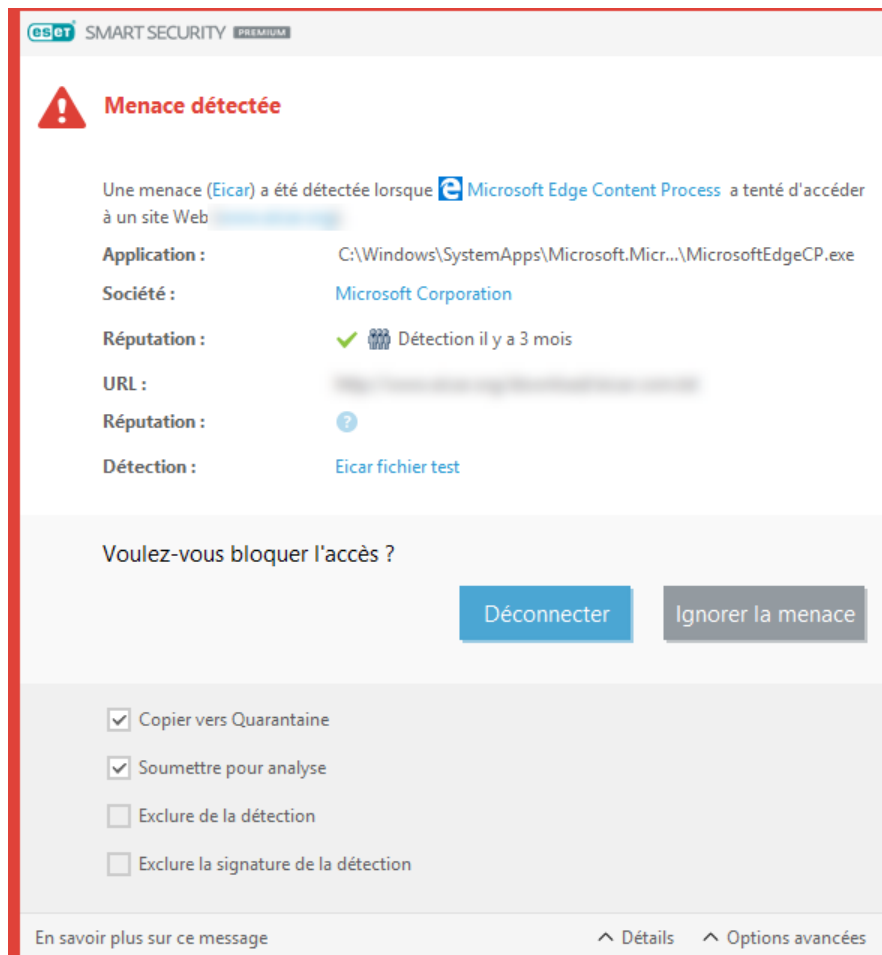 eset SMART SECURITY PREMIUM
Menace détectée
Une menace (Eicar) a été détectée lorsque Microsoft Edge Content Process a tenté d'accéder
à un site Web
Application : C:\Windows\SystemApps\Microsoft.Micr...\MicrosoftEdgeCP.exe
Société : Microsoft Corporation
Réputation : Détection il y a 3 mois
URL :
Réputation : ?
Détection : Eicar fichier test
Voulez-vous bloquer l'accès ?
Déconnecter Ignorer la menace
Copier vers Quarantaine
Soumettre pour analyse
Exclure de la détection
Exclure la signature de la détection
En savoir plus sur ce message Détails Options avancées